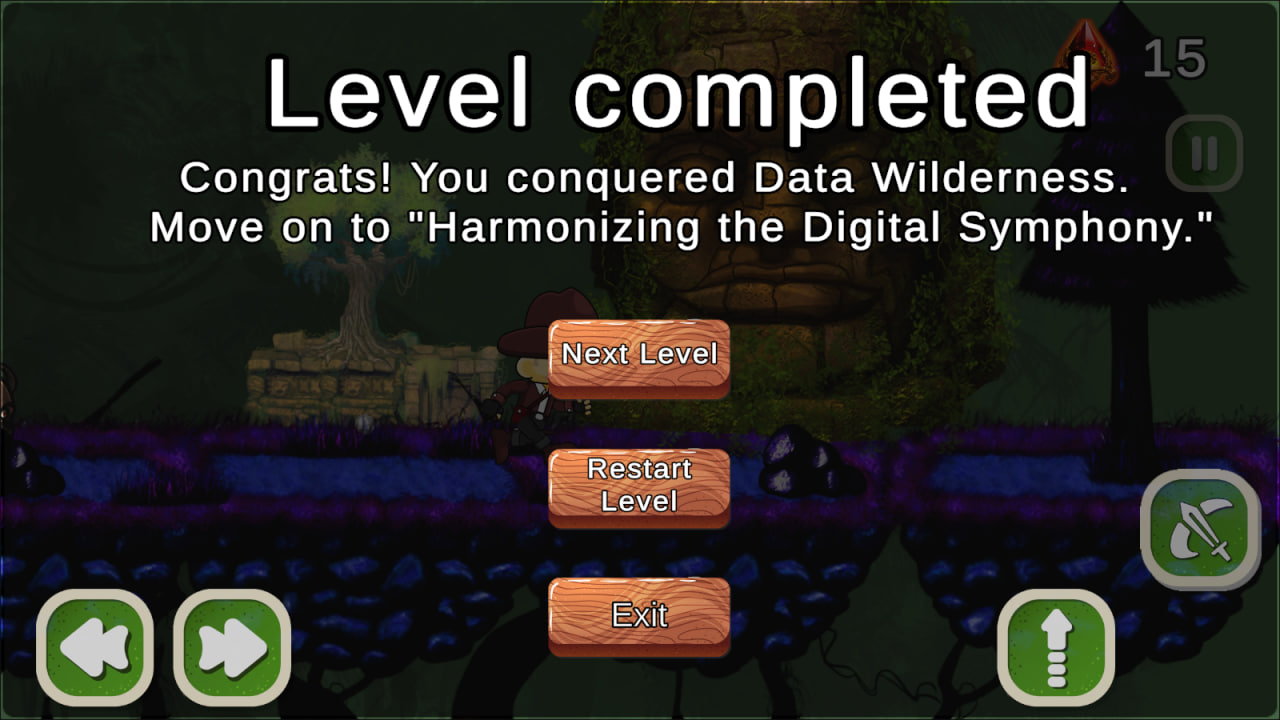 15
Level completed
Congrats! You conquered Data Wilderness.
Move on to "Harmonizing the Digital Symphony."
Next Level
Restart
Level
Exit